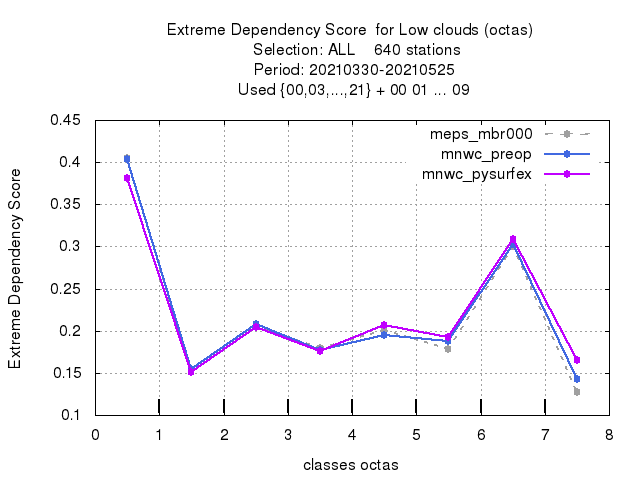 Extreme Dependency Score  for Low clouds (octas)
Selection: ALL    640 stations
Period: 20210330-20210525
Used {00,03,...,21} + 00 01 ... 09
meps_mbr000
mnwc_preop
mnwc_pysurfex
Extreme Dependency Score
0.45
0.4
0.35
0.3
0.25
0.2
0.15
0.1
0 1 2 3 4 5 6 7 8
classes octas